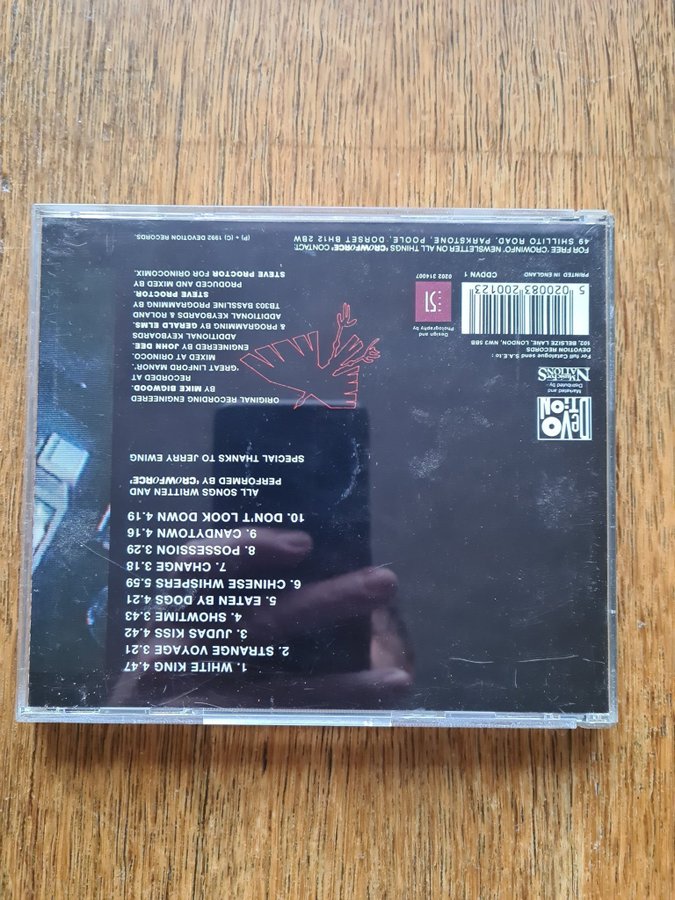 1. WHITE KING 4.47
2. STRANGE VOYAGE 3.21
3. JUDAS KISS 4.42
4. SHOWTIME 3.43
5. EATEN BY DOGS 4.21
6. CHINESE WHISPERS 5.59
7. CHANGE 3.18
8. POSSESSION 3.29
9. CANDYTOWN 4.16
10. DON'T LOOK DOWN 4.19
ALL SONGS WRITTEN AND
PERFORMED BY 'CROWFORCE'
SPECIAL THANKS TO JERRY EWING
ORIGINAL RECORDING ENGINEERED
BY MIKE BIGWOOD.
RECORDED AT
'GREAT LINFORD MANOR'.
MIXED AT ORINOCO.
ENGINEERED BY JOHN DEE.
ADDITIONAL KEYBOARDS
& PROGRAMMING BY GERALD ELMS.
ADDITIONAL KEYBOARDS & ROLAND
TB303 BASSLINE PROGRAMMING BY
STEVE PROCTOR.
PRODUCED AND MIXED BY
STEVE PROCTOR FOR ORINOCOMIX.
DEVOTION
Marketed and
Distributed by:
MUSIC FOR NATIONS
For full Catalogue send S.A.E.to :
DEVOTION RECORDS
102, BELSIZE LANE, LONDON, NW3 5BB
5 020083 200123
CDDVN 1
PRINTED IN ENGLAND
Design and
Photography by
0202 314007
FOR FREE 'CROWINFO' NEWSLETTER ON ALL THINGS 'CROWFORCE' CONTACT:
49 SHILLITO ROAD, PARKSTONE, POOLE, DORSET BH12 2BW
(P) + (C) 1992 DEVOTION RECORDS.